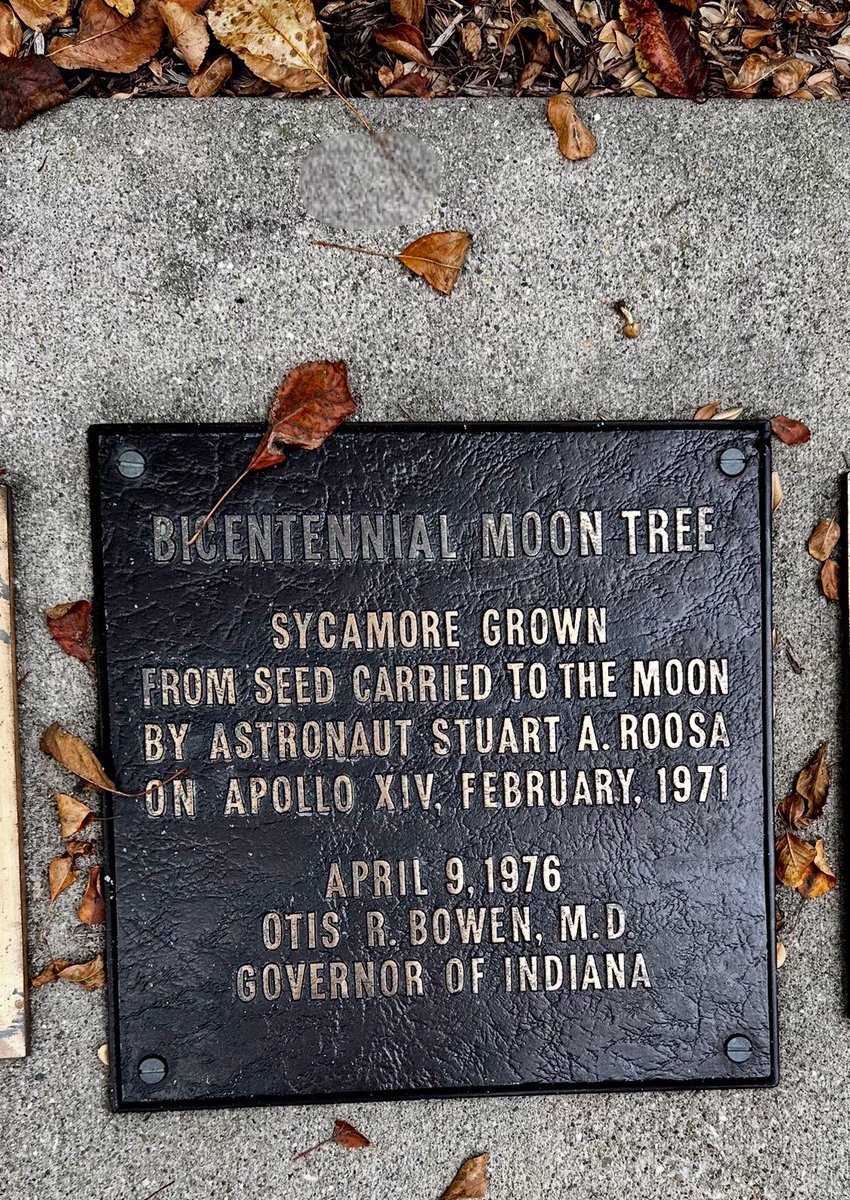 BICENTENNIAL MOON TREE
SYCAMORE GROWN
FROM SEED CARRIED TO THE MOON
BY ASTRONAUT STUART A. ROOSA
ON APOLLO XIV, FEBRUARY, 1971
APRIL 9, 1976
OTIS R. BOWEN, M.D.
GOVERNOR OF INDIANA